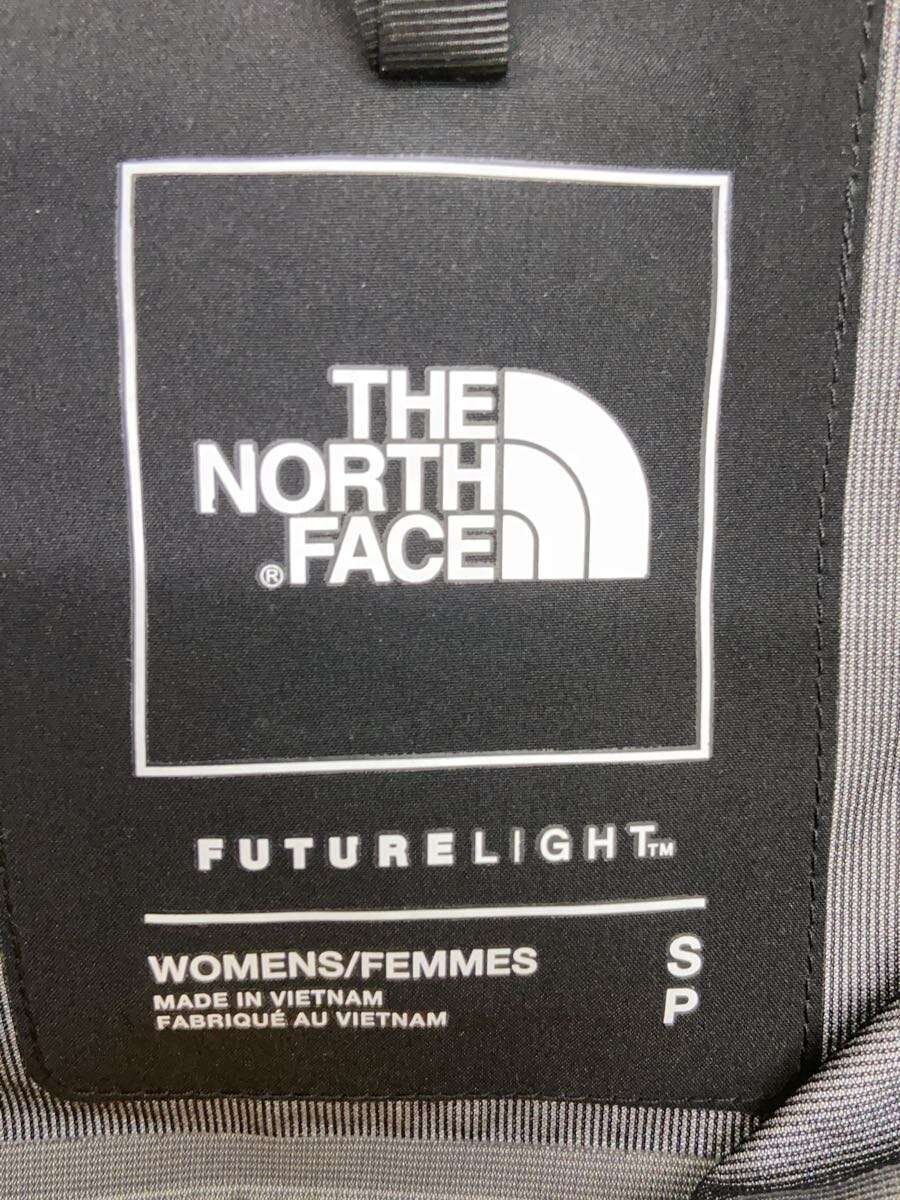 THE
NORTH
®FACE
FUTURELIGHT™
WOMENS/FEMMES S
MADE IN VIETNAM P
FABRIQUÉ AU VIETNAM